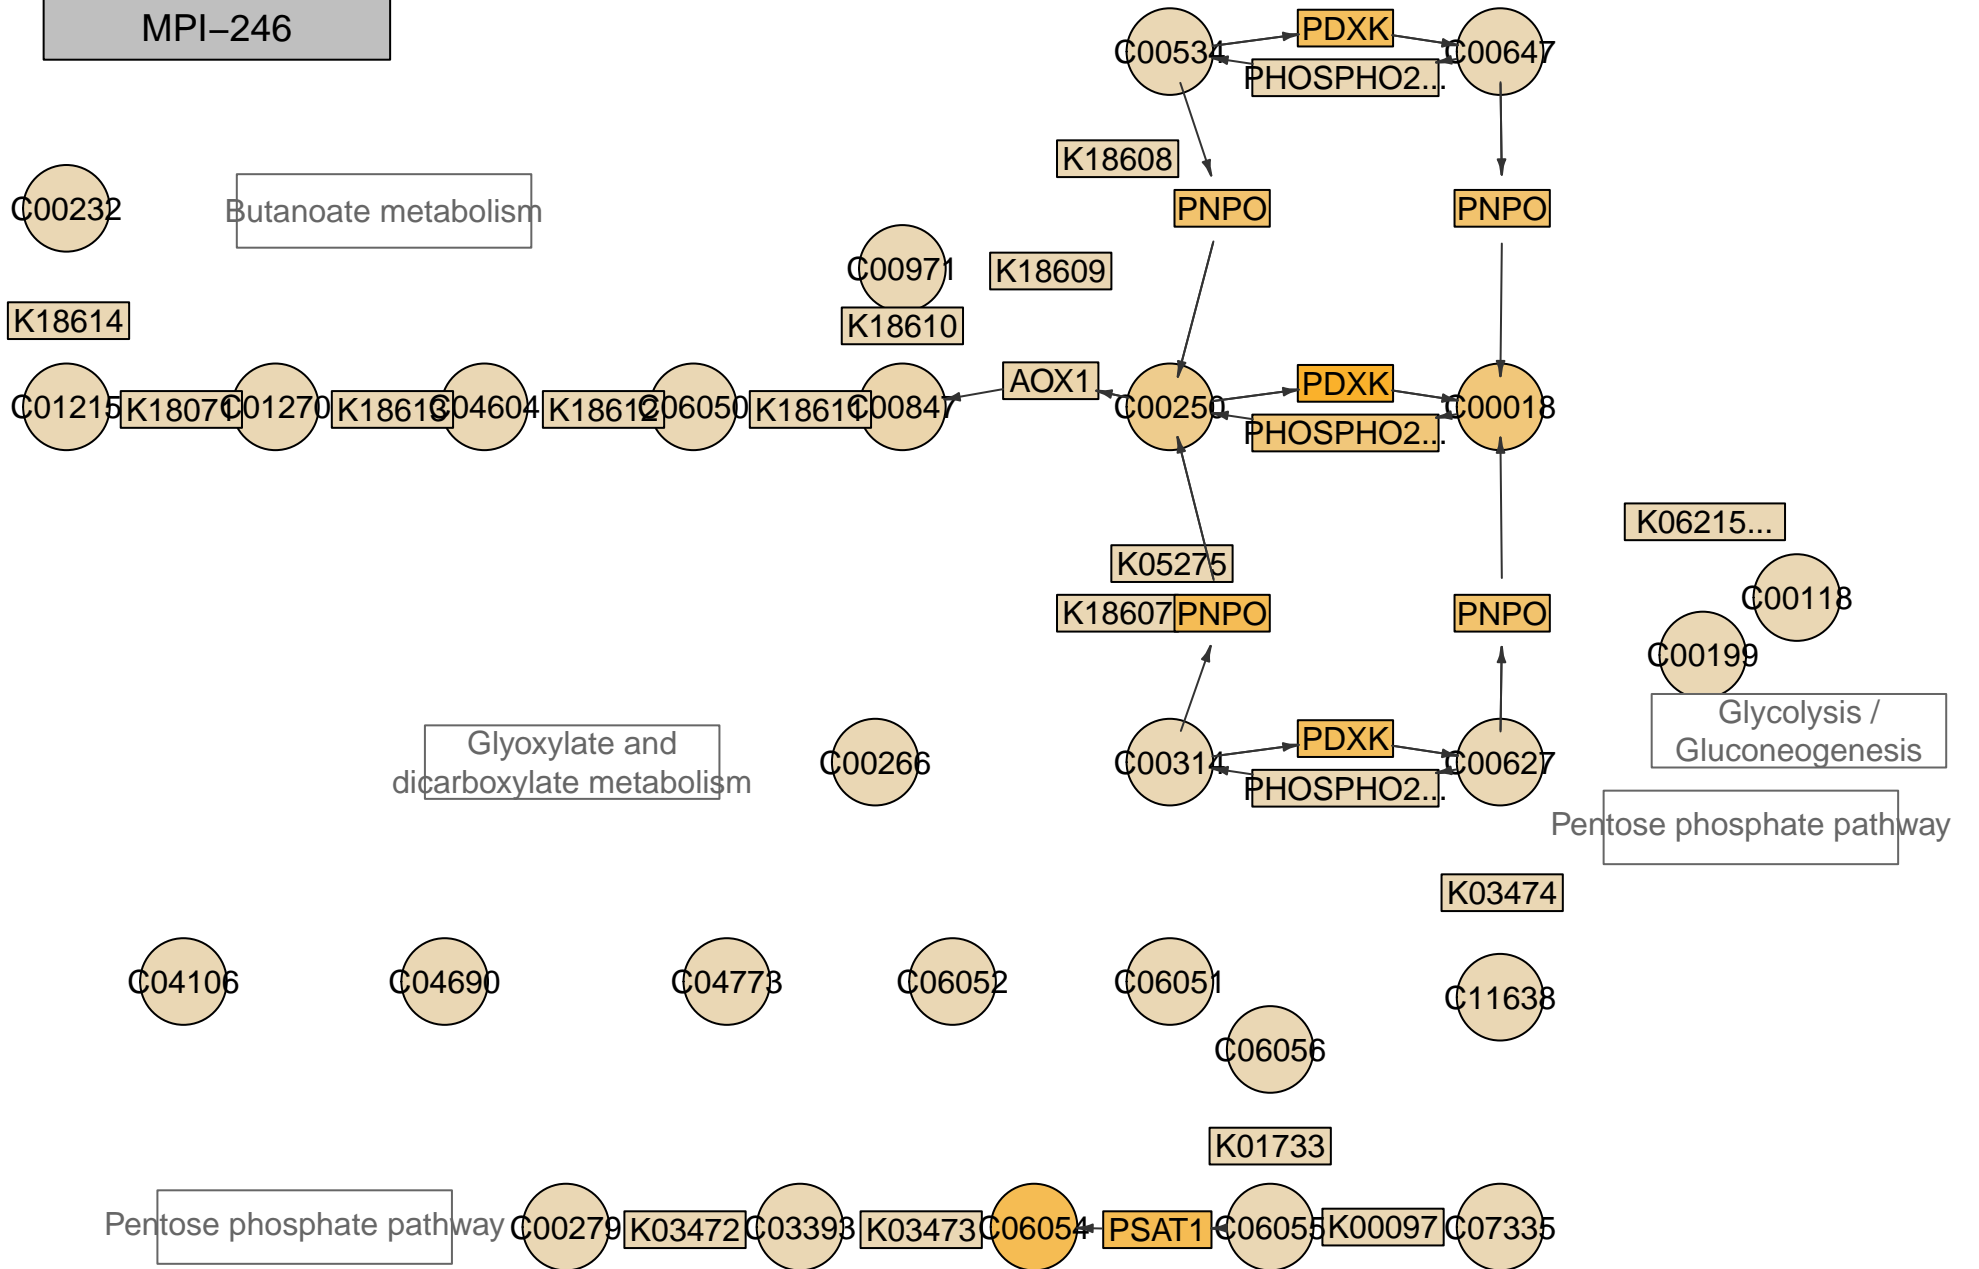 MPI–246
C00534
PDXK
C00647
PHOSPHO2...
K18608
C00232
Butanoate metabolism
PNPO
PNPO
C00971
K18609
K18614
K18610
C01215
K18071
C01270
K18613
C04604
K18612
C06050
K18611
C00847
AOX1
C00250
PDXK
C00018
PHOSPHO2...
K06215...
K05275
C00118
K18607
PNPO
PNPO
C00199
Glycolysis /
Gluconeogenesis
Glyoxylate and
dicarboxylate metabolism
C00266
C00314
PDXK
C00627
PHOSPHO2...
Pentose phosphate pathway
K03474
C04106
C04690
C04773
C06052
C06051
C11638
C06056
K01733
Pentose phosphate pathway
C00279
K03472
C03393
K03473
C06054
PSAT1
C06055
K00097
C07335